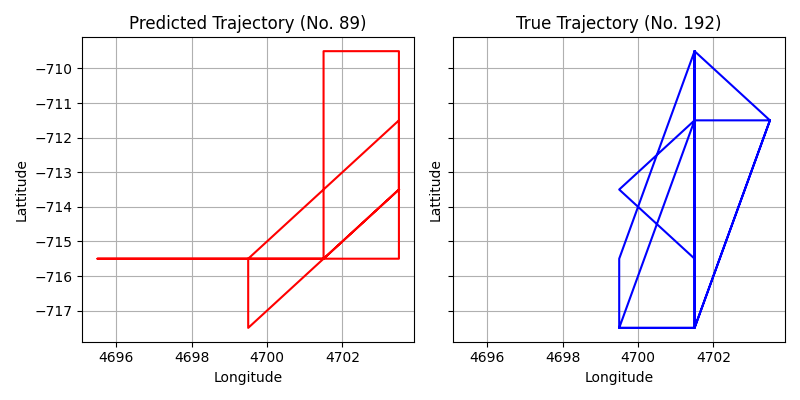 Predicted Trajectory (No. 89)
True Trajectory (No. 192)
Lattitude
−710
−711
−712
−713
−714
−715
−716
−717
4696
4698
4700
4702
Longitude
Lattitude
4696
4698
4700
4702
Longitude